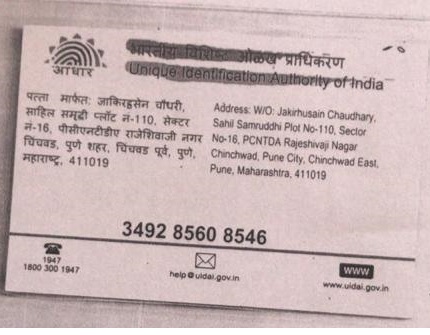 आधार
भारतीय विशिष्ट ओळख प्राधिकरण
Unique Identification Authority of India
पत्ता मार्फत: जाकिरहुसेन चौधरी,
साहिल समृद्धी प्लॉट नं-110, सेक्टर
नं-16, पीसीएनटीडीए राजेशिवाजी नगर
चिंचवड, पुणे शहर, चिंचवड पूर्व, पुणे,
महाराष्ट्र, 411019
Address: W/O: Jakirhusain Chaudhary,
Sahil Samruddhi Plot No-110, Sector
No-16, PCNTDA Rajeshivaji Nagar
Chinchwad, Pune City, Chinchwad East,
Pune, Maharashtra, 411019
3492 8560 8546
1947
1800 300 1947
help@uidai.gov.in
www
www.uidai.gov.in